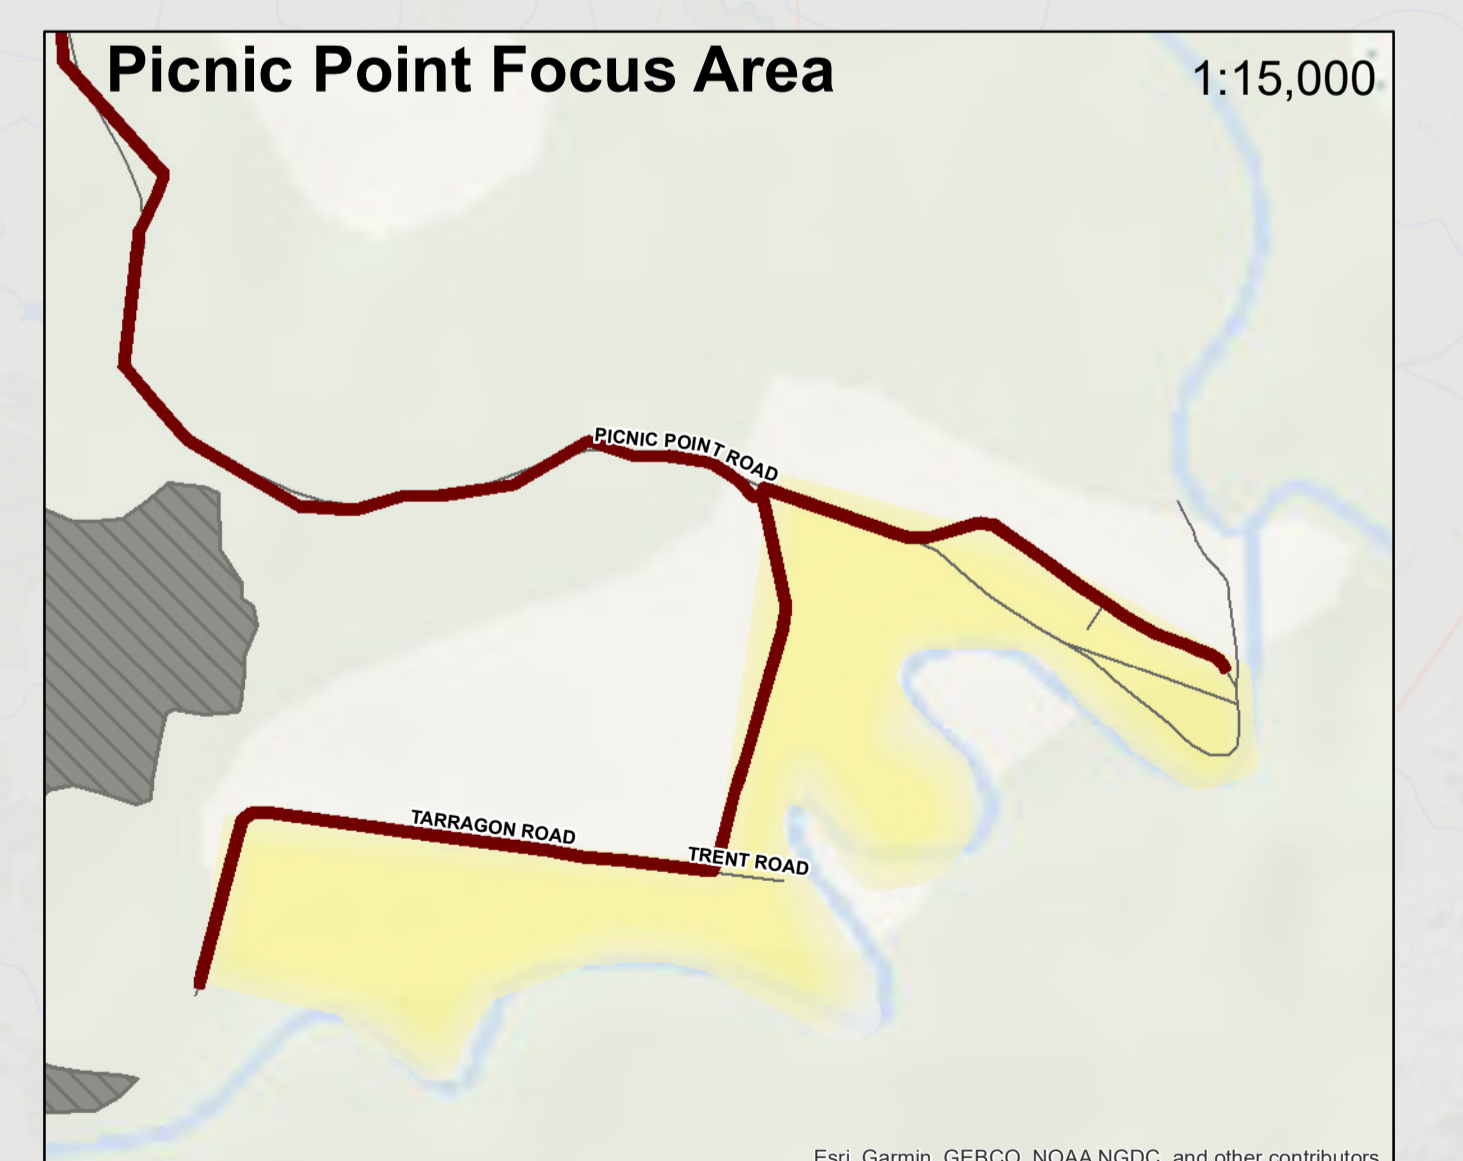 Picnic Point Focus Area
1:15,000
PICNIC POINT ROAD
TARRAGON ROAD
TRENT ROAD
Esri, Garmin, GEBCO, NOAA NGDC, and other contributors